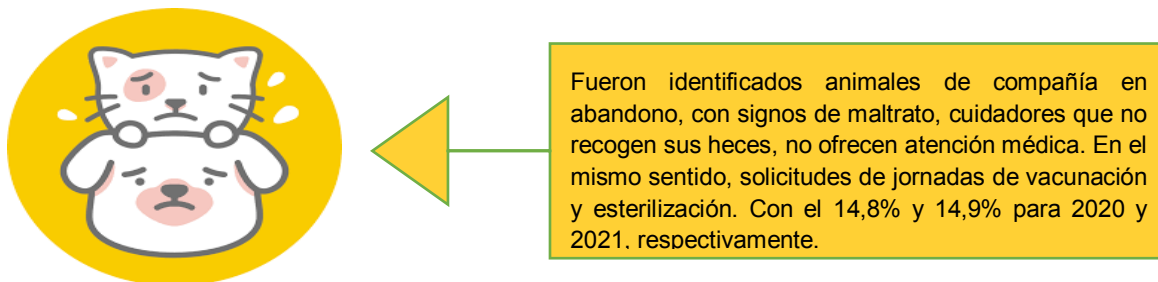 Fueron identificados animales de compañía en
abandono, con signos de maltrato, cuidadores que no
recogen sus heces, no ofrecen atención médica. En el
mismo sentido, solicitudes de jornadas de vacunación
y esterilización. Con el 14,8% y 14,9% para 2020 y
2021, respectivamente.